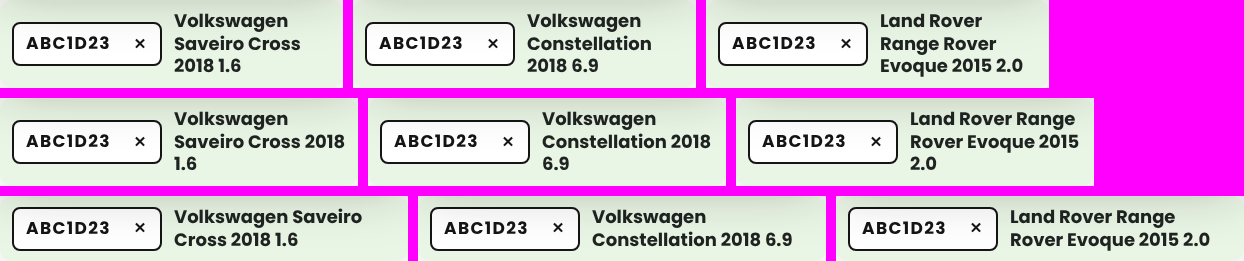 ABC1D23 ✕
Volkswagen
Saveiro Cross
2018 1.6
ABC1D23 ✕
Volkswagen
Constellation
2018 6.9
ABC1D23 ✕
Land Rover
Range Rover
Evoque 2015 2.0
ABC1D23 ✕
Volkswagen
Saveiro Cross 2018
1.6
ABC1D23 ✕
Volkswagen
Constellation 2018
6.9
ABC1D23 ✕
Land Rover Range
Rover Evoque 2015
2.0
ABC1D23 ✕
Volkswagen Saveiro
Cross 2018 1.6
ABC1D23 ✕
Volkswagen
Constellation 2018 6.9
ABC1D23 ✕
Land Rover Range
Rover Evoque 2015 2.0